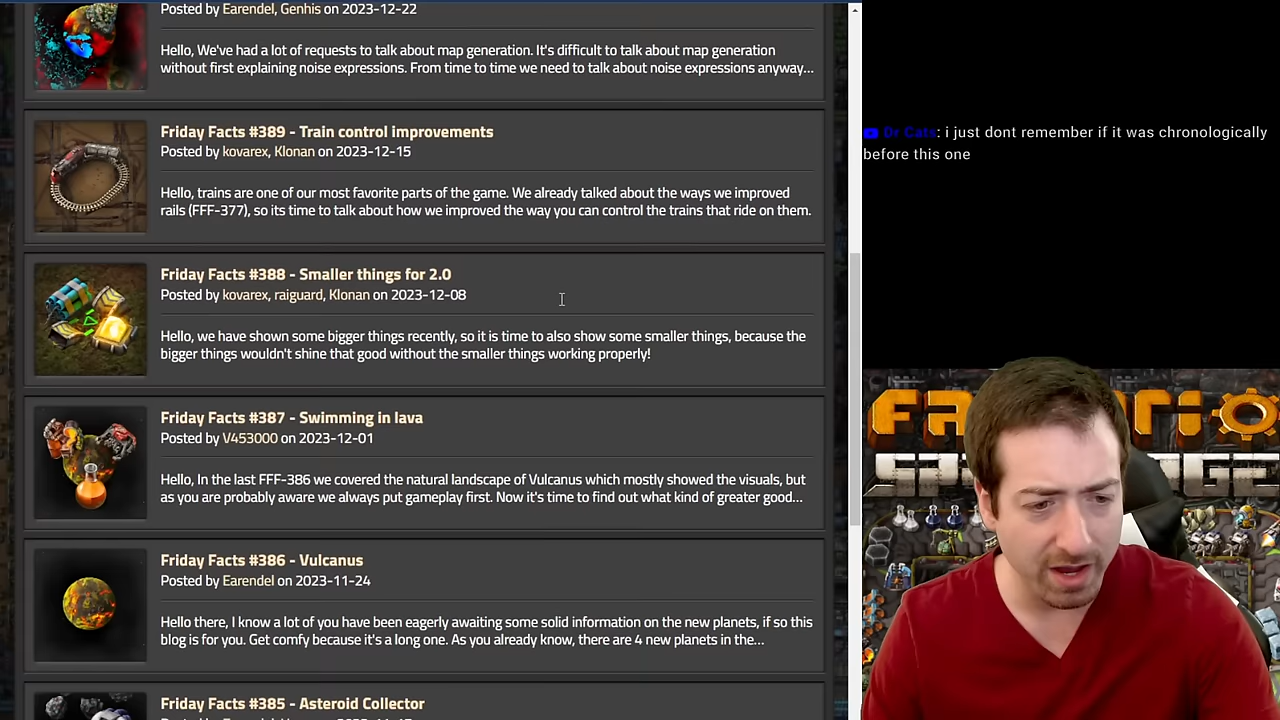 Posted by Earendel, Genhis on 2023-12-22
Hello, We've had a lot of requests to talk about map generation. It's difficult to talk about map generation
without first explaining noise expressions. From time to time we need to talk about noise expressions anyway...
Friday Facts #389 - Train control improvements
Posted by kovarex, Klonan on 2023-12-15
Hello, trains are one of our most favorite parts of the game. We already talked about the ways we improved
rails (FFF-377), so its time to talk about how we improved the way you can control the trains that ride on them.
Friday Facts #388 - Smaller things for 2.0
Posted by kovarex, raiguard, Klonan on 2023-12-08
Hello, we have shown some bigger things recently, so it is time to also show some smaller things, because the
bigger things wouldn't shine that good without the smaller things working properly!
Friday Facts #387 - Swimming in lava
Posted by V453000 on 2023-12-01
Hello, In the last FFF-386 we covered the natural landscape of Vulcanus which mostly showed the visuals, but
as you are probably aware we always put gameplay first. Now it's time to find out what kind of greater good...
Friday Facts #386 - Vulcanus
Posted by Earendel on 2023-11-24
Hello there, I know a lot of you have been eagerly awaiting some solid information on the new planets, if so this
blog is for you. Get comfy because it's a long one. As you already know, there are 4 new planets in the...
Friday Facts #385 - Asteroid Collector
Dr Cats: i just dont remember if it was chronologically
before this one